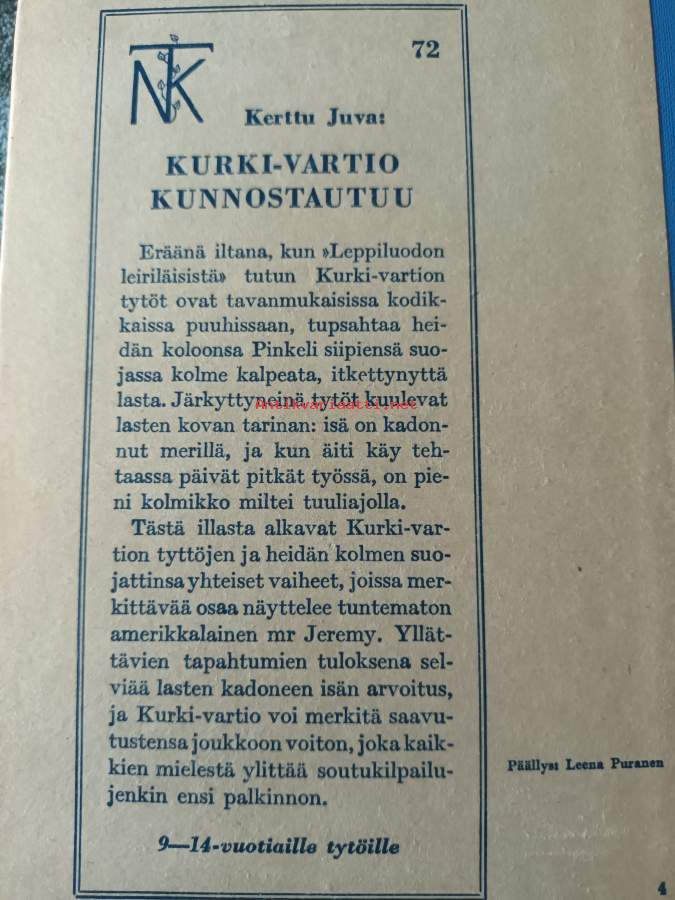 NTK
72
Kerttu Juva:
KURKI-VARTIO
KUNNOSTAUTUU
Eräänä iltana, kun »Leppiluodon
leiriläisistä» tutun Kurki-vartion
tytöt ovat tavanmukaisissa kodik-
kaissa puuhissaan, tupsahtaa hei-
dän koloonsa Pinkeli siipiensä suo-
jassa kolme kalpeata, itkettynyttä
lasta. Järkyttyneinä tytöt kuulevat
Antikvariaatti.net
lasten kovan tarinan: isä on kadon-
nut merillä, ja kun äiti käy teh-
taassa päivät pitkät työssä, on pie-
ni kolmikko miltei tuuliajolla.
Tästä illasta alkavat Kurki-var-
tion tyttöjen ja heidän kolmen suo-
jattinsa yhteiset vaiheet, joissa mer-
kittävää osaa näyttelee tuntematon
amerikkalainen mr Jeremy. Yllät-
tävien tapahtumien tuloksena sel-
viää lasten kadoneen isän arvoitus,
ja Kurki-vartio voi merkitä saavu-
tustensa joukkoon voiton, joka kaik-
kien mielestä ylittää soutukilpailu-
jenkin ensi palkinnon.
9—14-vuotiaille tytöille
Päällys: Leena Puranen
4